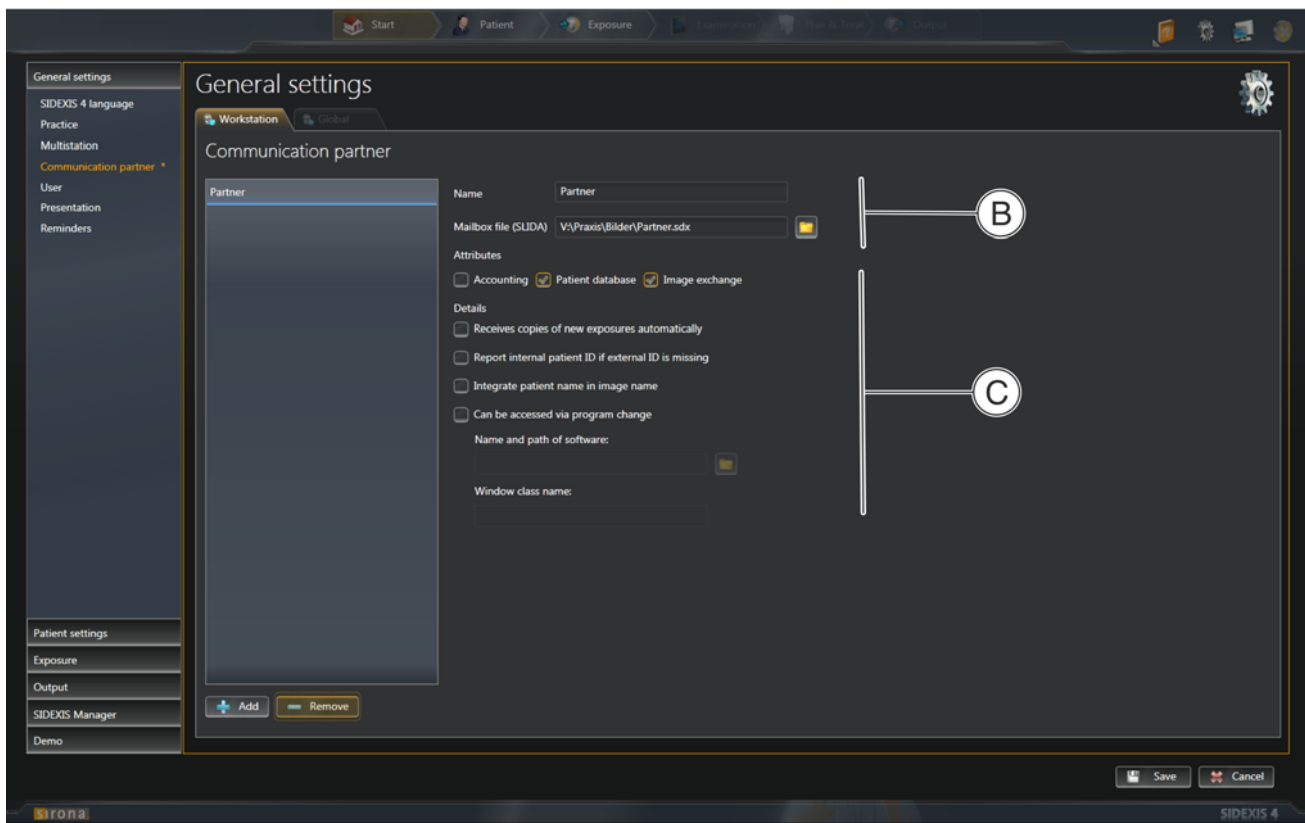 Start Patient Exposure Examination Plan & Treat Output
General settings
SIDEXIS 4 language
Practice
Multistation
Communication partner *
User
Presentation
Reminders
Patient settings
Exposure
Output
SIDEXIS Manager
Demo
General settings
Workstation Global
Communication partner
Partner
Name Partner
Mailbox file (SLIDA) V:\Praxis\Bilder\Partner.sdx
B
Attributes
Accounting Patient database Image exchange
Details
Receives copies of new exposures automatically
Report internal patient ID if external ID is missing
Integrate patient name in image name
C
Can be accessed via program change
Name and path of software:
Window class name:
Add Remove
Save Cancel
sirona. SIDEXIS 4